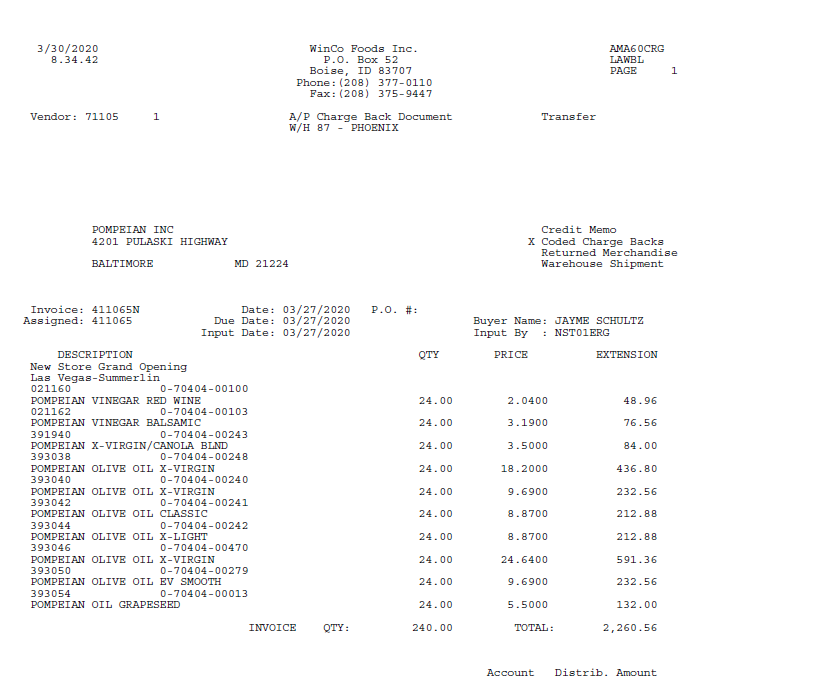 3/30/2020 WinCo Foods Inc. AMA60CRG
8.34.42 P.O. Box 52 LAWBL
Boise, ID 83707 PAGE 1
Phone:(208) 377-0110
Fax:(208) 375-9447
Vendor: 71105 1 A/P Charge Back Document Transfer
W/H 87 - PHOENIX
POMPEIAN INC Credit Memo
4201 PULASKI HIGHWAY X Coded Charge Backs
Returned Merchandise
BALTIMORE MD 21224 Warehouse Shipment
Invoice: 411065N Date: 03/27/2020 P.O. #:
Assigned: 411065 Due Date: 03/27/2020 Buyer Name: JAYME SCHULTZ
Input Date: 03/27/2020 Input By : NST01ERG
DESCRIPTION QTY PRICE EXTENSION
New Store Grand Opening
Las Vegas-Summerlin
021160 0-70404-00100
POMPEIAN VINEGAR RED WINE 24.00 2.0400 48.96
021162 0-70404-00103
POMPEIAN VINEGAR BALSAMIC 24.00 3.1900 76.56
391940 0-70404-00243
POMPEIAN X-VIRGIN/CANOLA BLND 24.00 3.5000 84.00
393038 0-70404-00248
POMPEIAN OLIVE OIL X-VIRGIN 24.00 18.2000 436.80
393040 0-70404-00240
POMPEIAN OLIVE OIL X-VIRGIN 24.00 9.6900 232.56
393042 0-70404-00241
POMPEIAN OLIVE OIL CLASSIC 24.00 8.8700 212.88
393044 0-70404-00242
POMPEIAN OLIVE OIL X-LIGHT 24.00 8.8700 212.88
393046 0-70404-00470
POMPEIAN OLIVE OIL X-VIRGIN 24.00 24.6400 591.36
393050 0-70404-00279
POMPEIAN OLIVE OIL EV SMOOTH 24.00 9.6900 232.56
393054 0-70404-00013
POMPEIAN OIL GRAPESEED 24.00 5.5000 132.00
INVOICE QTY: 240.00 TOTAL: 2,260.56
Account Distrib. Amount